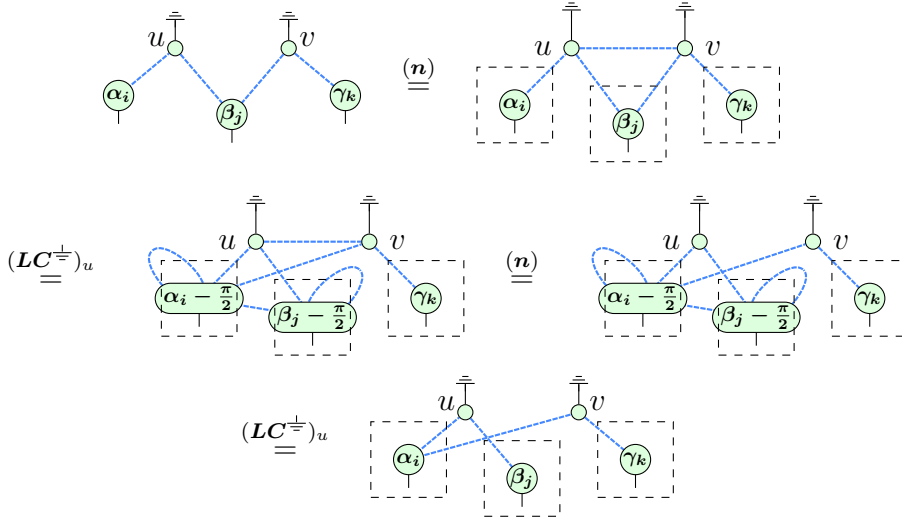 u v u v
α_i β_j γ_k (n) = α_i β_j γ_k
u v u v
(LC^⏚)_u = α_i − π/2 β_j − π/2 γ_k (n) = α_i − π/2 β_j − π/2 γ_k
u v
(LC^⏚)_u = α_i β_j γ_k